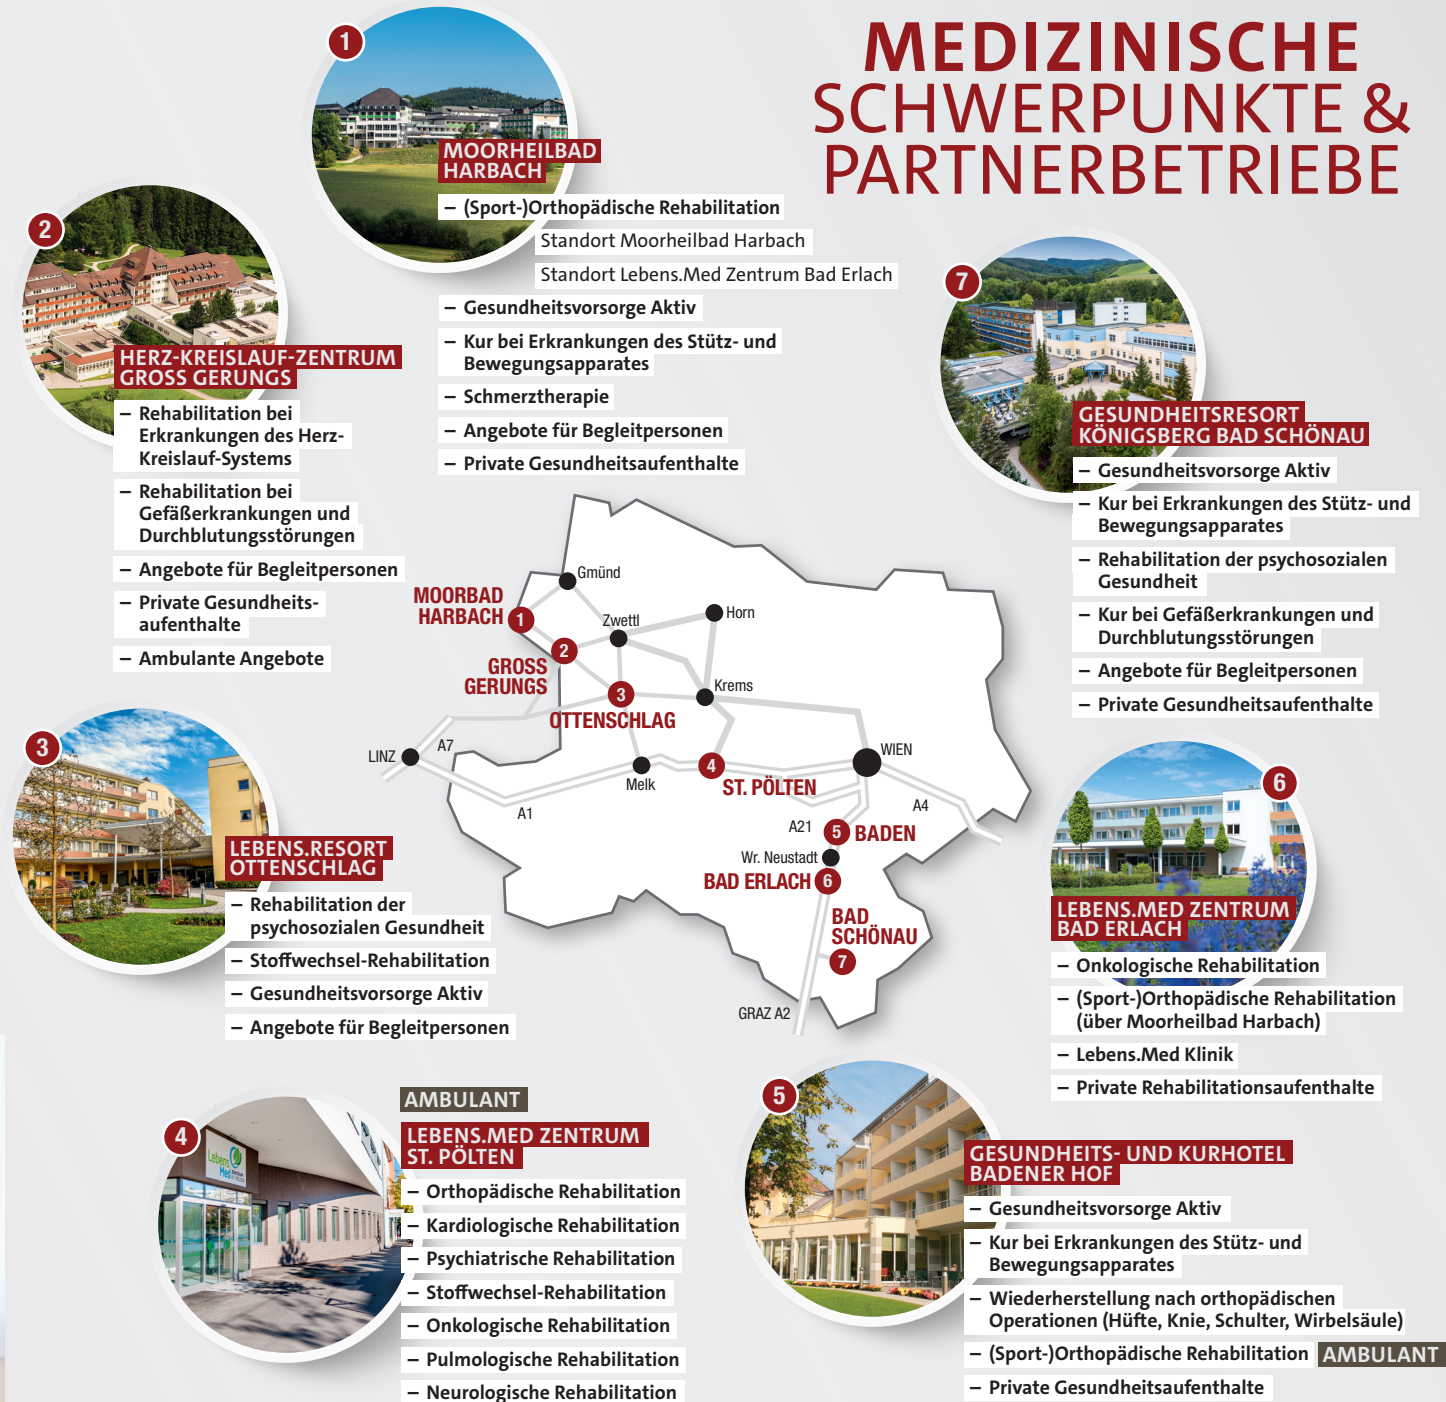 MEDIZINISCHE
SCHWERPUNKTE &
PARTNERBETRIEBE
1
MOORHEILBAD
HARBACH
– (Sport-)Orthopädische Rehabilitation
Standort Moorheilbad Harbach
Standort Lebens.Med Zentrum Bad Erlach
– Gesundheitsvorsorge Aktiv
– Kur bei Erkrankungen des Stütz- und
Bewegungsapparates
– Schmerztherapie
– Angebote für Begleitpersonen
– Private Gesundheitsaufenthalte
2
HERZ-KREISLAUF-ZENTRUM
GROSS GERUNGS
– Rehabilitation bei
Erkrankungen des Herz-
Kreislauf-Systems
– Rehabilitation bei
Gefäßerkrankungen und
Durchblutungsstörungen
– Angebote für Begleitpersonen
– Private Gesundheits-
aufenthalte
– Ambulante Angebote
7
GESUNDHEITSRESORT
KÖNIGSBERG BAD SCHÖNAU
– Gesundheitsvorsorge Aktiv
– Kur bei Erkrankungen des Stütz- und
Bewegungsapparates
– Rehabilitation der psychosozialen
Gesundheit
– Kur bei Gefäßerkrankungen und
Durchblutungsstörungen
– Angebote für Begleitpersonen
– Private Gesundheitsaufenthalte
Gmünd
MOORBAD
HARBACH
1
Zwettl
Horn
2
GROSS
GERUNGS
3
OTTENSCHLAG
Krems
LINZ
A7
A1
Melk
4
ST. PÖLTEN
WIEN
A4
A21
5
BADEN
Wr. Neustadt
BAD ERLACH
6
BAD
SCHÖNAU
7
GRAZ A2
3
LEBENS.RESORT
OTTENSCHLAG
– Rehabilitation der
psychosozialen Gesundheit
– Stoffwechsel-Rehabilitation
– Gesundheitsvorsorge Aktiv
– Angebote für Begleitpersonen
6
LEBENS.MED ZENTRUM
BAD ERLACH
– Onkologische Rehabilitation
– (Sport-)Orthopädische Rehabilitation
(über Moorheilbad Harbach)
– Lebens.Med Klinik
– Private Rehabilitationsaufenthalte
4
Lebens.
Med
AMBULANT
LEBENS.MED ZENTRUM
ST. PÖLTEN
– Orthopädische Rehabilitation
– Kardiologische Rehabilitation
– Psychiatrische Rehabilitation
– Stoffwechsel-Rehabilitation
– Onkologische Rehabilitation
– Pulmologische Rehabilitation
– Neurologische Rehabilitation
5
GESUNDHEITS- UND KURHOTEL
BADENER HOF
– Gesundheitsvorsorge Aktiv
– Kur bei Erkrankungen des Stütz- und
Bewegungsapparates
– Wiederherstellung nach orthopädischen
Operationen (Hüfte, Knie, Schulter, Wirbelsäule)
– (Sport-)Orthopädische Rehabilitation AMBULANT
– Private Gesundheitsaufenthalte